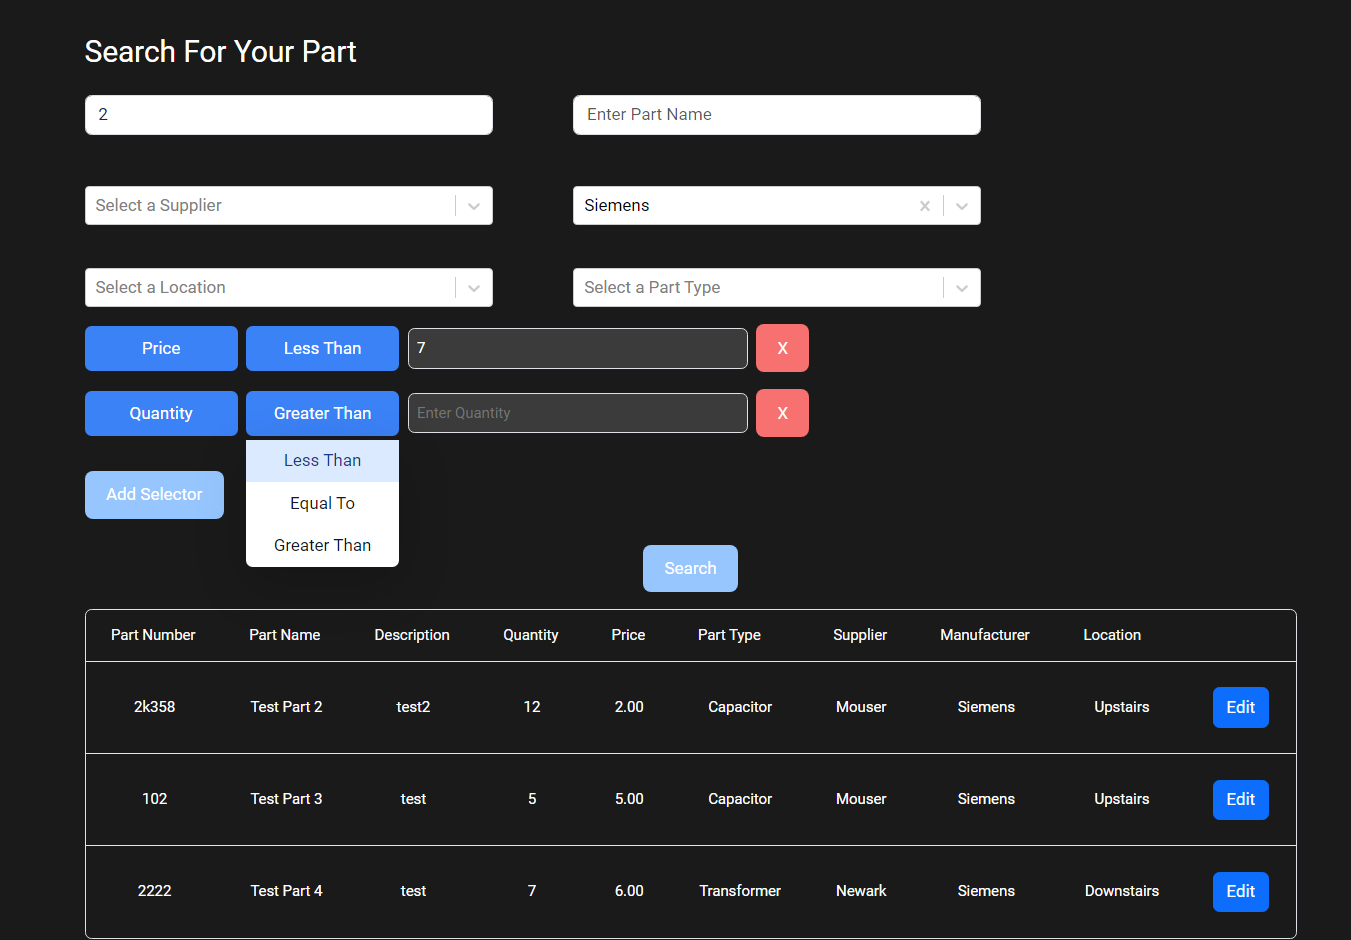 Search For Your Part
2
Enter Part Name
Select a Supplier
Siemens
Select a Location
Select a Part Type
Price Less Than 7 X
Quantity Greater Than Enter Quantity X
Less Than
Equal To
Greater Than
Add Selector
Search
Part Number Part Name Description Quantity Price Part Type Supplier Manufacturer Location
2k358 Test Part 2 test2 12 2.00 Capacitor Mouser Siemens Upstairs Edit
102 Test Part 3 test 5 5.00 Capacitor Mouser Siemens Upstairs Edit
2222 Test Part 4 test 7 6.00 Transformer Newark Siemens Downstairs Edit